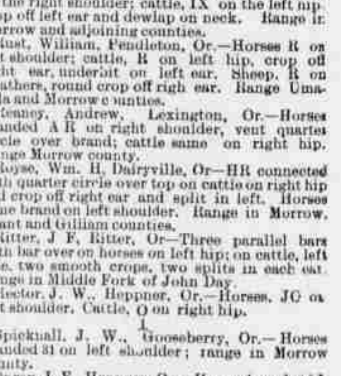 the right shoulder; cattle, IX on the left hip
op off left ear and dewlap on neck. Range in
orrow and adjoining counties.
ust, William, Pendleton, Or.—Horses R on
t shoulder; cattle, R on left hip, crop off
ht ear, underbit on left ear. Sheep, R on
athers, round crop off righ ear. Range Uma-
la and Morrow counties.
eaney, Andrew, Lexington, Or.—Horses
anded A R on right shoulder, vent quarter
cle over brand; cattle same on right hip.
nge Morrow county.
oyse, Wm. H, Dairyville, Or—HR connected
th quarter circle over top on cattle on right hip
d crop off right ear and split in left. Horses
me brand on left shoulder. Range in Morrow,
ant and Gilliam counties.
itter, J F, Ritter, Or—Three parallel bars
th bar over on horses on left hip; on cattle, left
e, two smooth crops, two splits in each ear.
nge in Middle Fork of John Day.
ector, J. W., Heppner, Or.—Horses, JO on
t shoulder. Cattle, O on right hip.
picknall, J. W., Gooseberry, Or.—Horses
anded 31 on left shoulder; range in Morrow
unty.